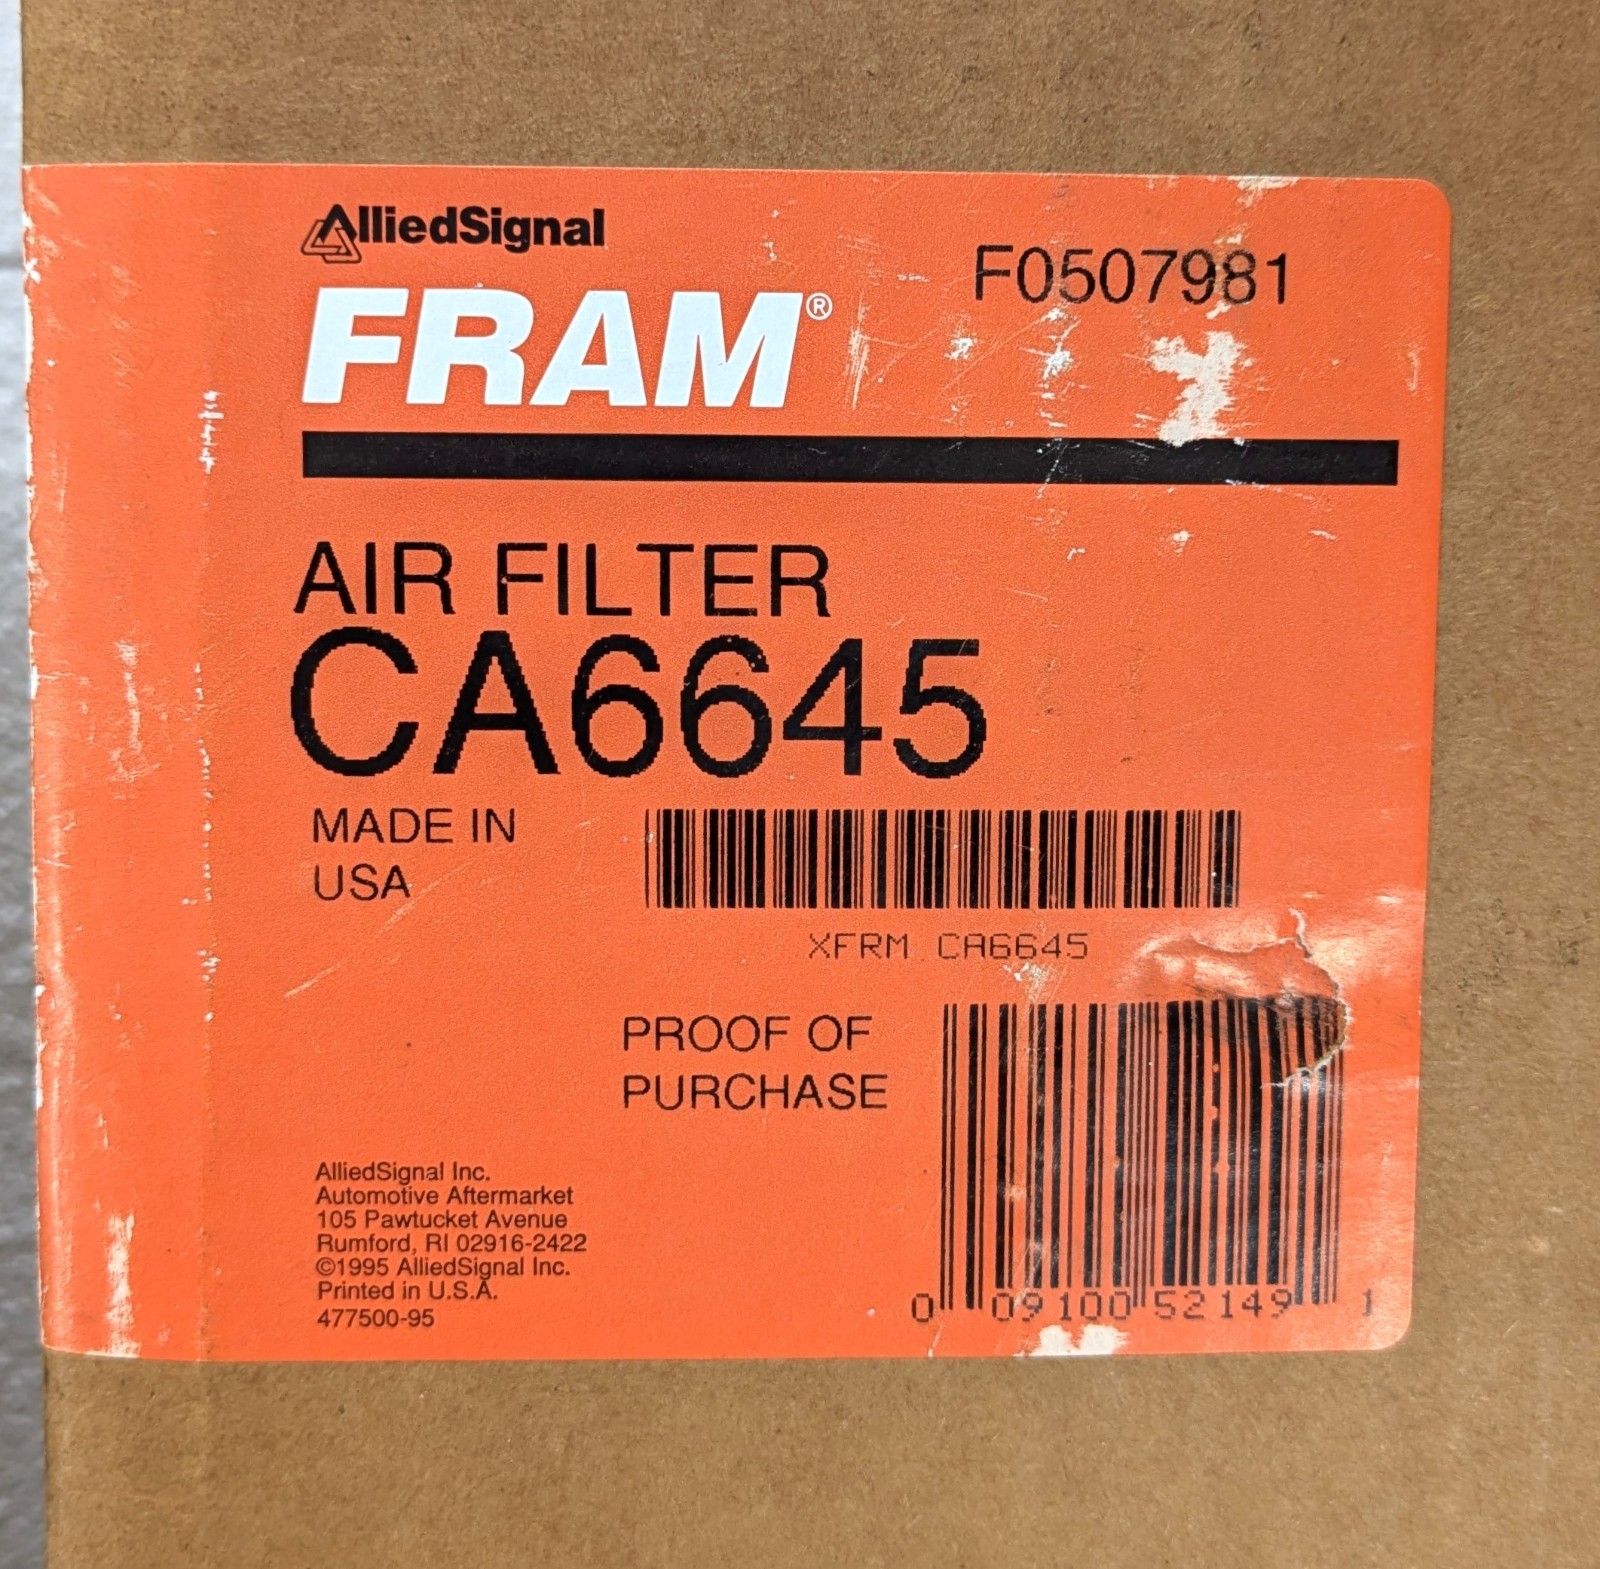 AlliedSignal
FRAM®
F0507981
AIR FILTER
CA6645
MADE IN
USA
XFRM CA6645
PROOF OF
PURCHASE
AlliedSignal Inc.
Automotive Aftermarket
105 Pawtucket Avenue
Rumford, RI 02916-2422
©1995 AlliedSignal Inc.
Printed in U.S.A.
477500-95
0 09100 52149 1